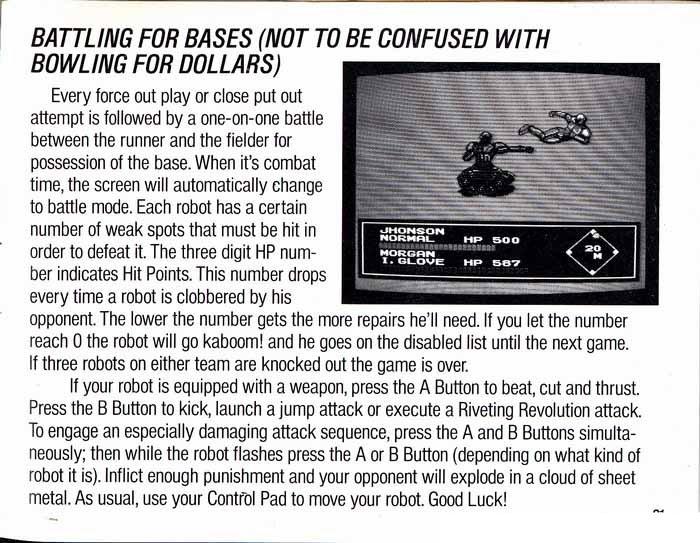 BATTLING FOR BASES (NOT TO BE CONFUSED WITH
BOWLING FOR DOLLARS)
Every force out play or close put out
attempt is followed by a one-on-one battle
between the runner and the fielder for
possession of the base. When it's combat
time, the screen will automatically change
to battle mode. Each robot has a certain
number of weak spots that must be hit in
order to defeat it. The three digit HP num-
ber indicates Hit Points. This number drops
every time a robot is clobbered by his
opponent. The lower the number gets the more repairs he'll need. If you let the number
reach 0 the robot will go kaboom! and he goes on the disabled list until the next game.
If three robots on either team are knocked out the game is over.
If your robot is equipped with a weapon, press the A Button to beat, cut and thrust.
Press the B Button to kick, launch a jump attack or execute a Riveting Revolution attack.
To engage an especially damaging attack sequence, press the A and B Buttons simulta-
neously; then while the robot flashes press the A or B Button (depending on what kind of
robot it is). Inflict enough punishment and your opponent will explode in a cloud of sheet
metal. As usual, use your Control Pad to move your robot. Good Luck!
JHONSON
NORMAL HP 500
MORGAN
I. GLOVE HP 587
20
M